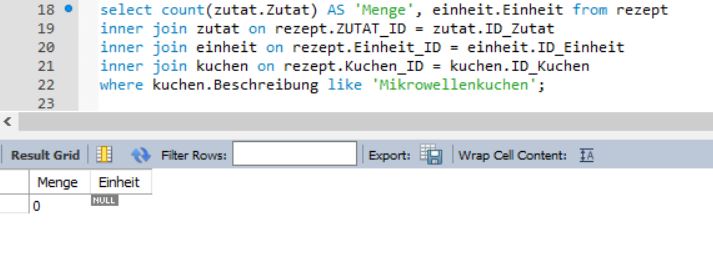 18 select count(zutat.Zutat) AS 'Menge', einheit.Einheit from rezept
19 inner join zutat on rezept.ZUTAT_ID = zutat.ID_Zutat
20 inner join einheit on rezept.Einheit_ID = einheit.ID_Einheit
21 inner join kuchen on rezept.Kuchen_ID = kuchen.ID_Kuchen
22 where kuchen.Beschreibung like 'Mikrowellenkuchen';
23
Result Grid Filter Rows: Export: Wrap Cell Content: IA
Menge Einheit
0 NULL